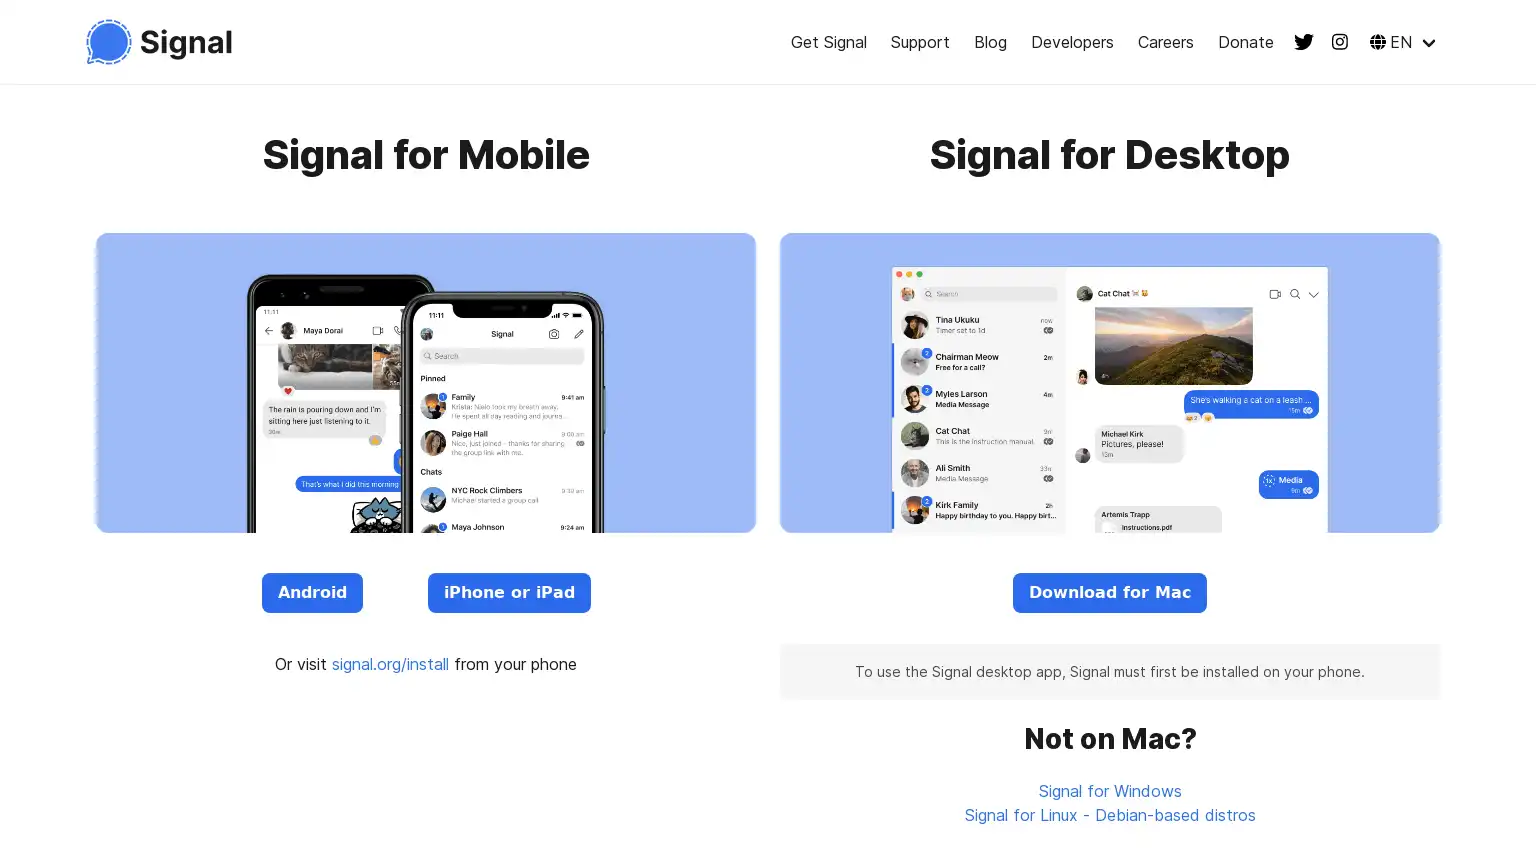 Signal
Get Signal
Support
Blog
Developers
Careers
Donate
EN
Signal for Mobile
Signal for Desktop
11:11
Maya Dorai
The rain is pouring down and I'm
sitting here just listening to it.
That's what I did this morning
11:11
Signal
Search
Pinned
Family
9:41 am
Krista: Nielo took my breath away.
He spent all day reading and journa
Paige Hall
9:00 am
Nice, just joined - thanks for sharing
the group link with me.
Chats
NYC Rock Climbers
9:39 am
Michael started a group call
Maya Johnson
9:24 am
Search
Tina Ukuku
now
Timer set to 1d
Chairman Meow
2m
Free for a call?
Myles Larson
4m
Media Message
Cat Chat
9m
This is the instruction manual.
Ali Smith
33m
Media Message
Kirk Family
2h
Happy birthday to you. Happy birt...
Cat Chat
She's walking a cat on a leash ...
15m
Michael Kirk
Pictures, please!
13m
1x
Media
9m
Artemis Trapp
Instructions.pdf
Android
iPhone or iPad
Or visit signal.org/install from your phone
Download for Mac
To use the Signal desktop app, Signal must first be installed on your phone.
Not on Mac?
Signal for Windows
Signal for Linux - Debian-based distros